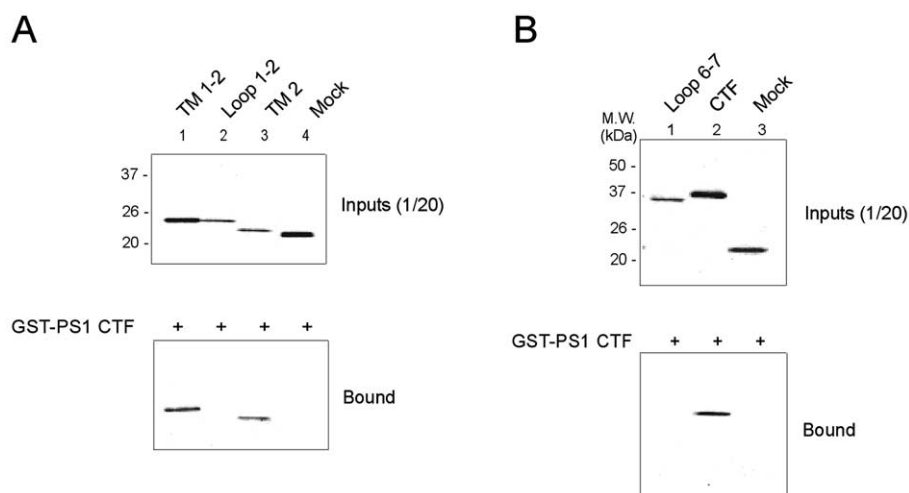 A
TM 1-2
Loop 1-2
TM 2
Mock
1 2 3 4
37 -
26 -
20 -
Inputs (1/20)
GST-PS1 CTF + + + +
Bound
B
Loop 6-7
CTF
Mock
M.W.
(kDa)
1 2 3
50 -
37 -
26 -
20 -
Inputs (1/20)
GST-PS1 CTF + + +
Bound